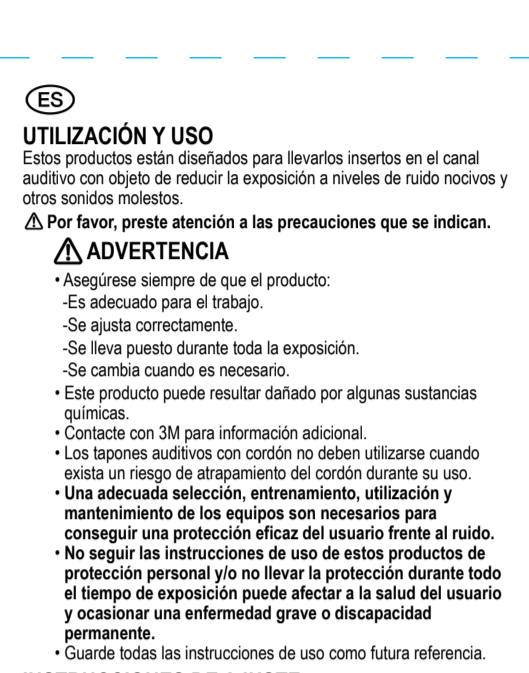 ES
UTILIZACIÓN Y USO
Estos productos están diseñados para llevarlos insertos en el canal
auditivo con objeto de reducir la exposición a niveles de ruido nocivos y
otros sonidos molestos.
⚠ Por favor, preste atención a las precauciones que se indican.
⚠ ADVERTENCIA
• Asegúrese siempre de que el producto:
-Es adecuado para el trabajo.
-Se ajusta correctamente.
-Se lleva puesto durante toda la exposición.
-Se cambia cuando es necesario.
• Este producto puede resultar dañado por algunas sustancias
químicas.
• Contacte con 3M para información adicional.
• Los tapones auditivos con cordón no deben utilizarse cuando
exista un riesgo de atrapamiento del cordón durante su uso.
• Una adecuada selección, entrenamiento, utilización y
mantenimiento de los equipos son necesarios para
conseguir una protección eficaz del usuario frente al ruido.
• No seguir las instrucciones de uso de estos productos de
protección personal y/o no llevar la protección durante todo
el tiempo de exposición puede afectar a la salud del usuario
y ocasionar una enfermedad grave o discapacidad
permanente.
• Guarde todas las instrucciones de uso como futura referencia.